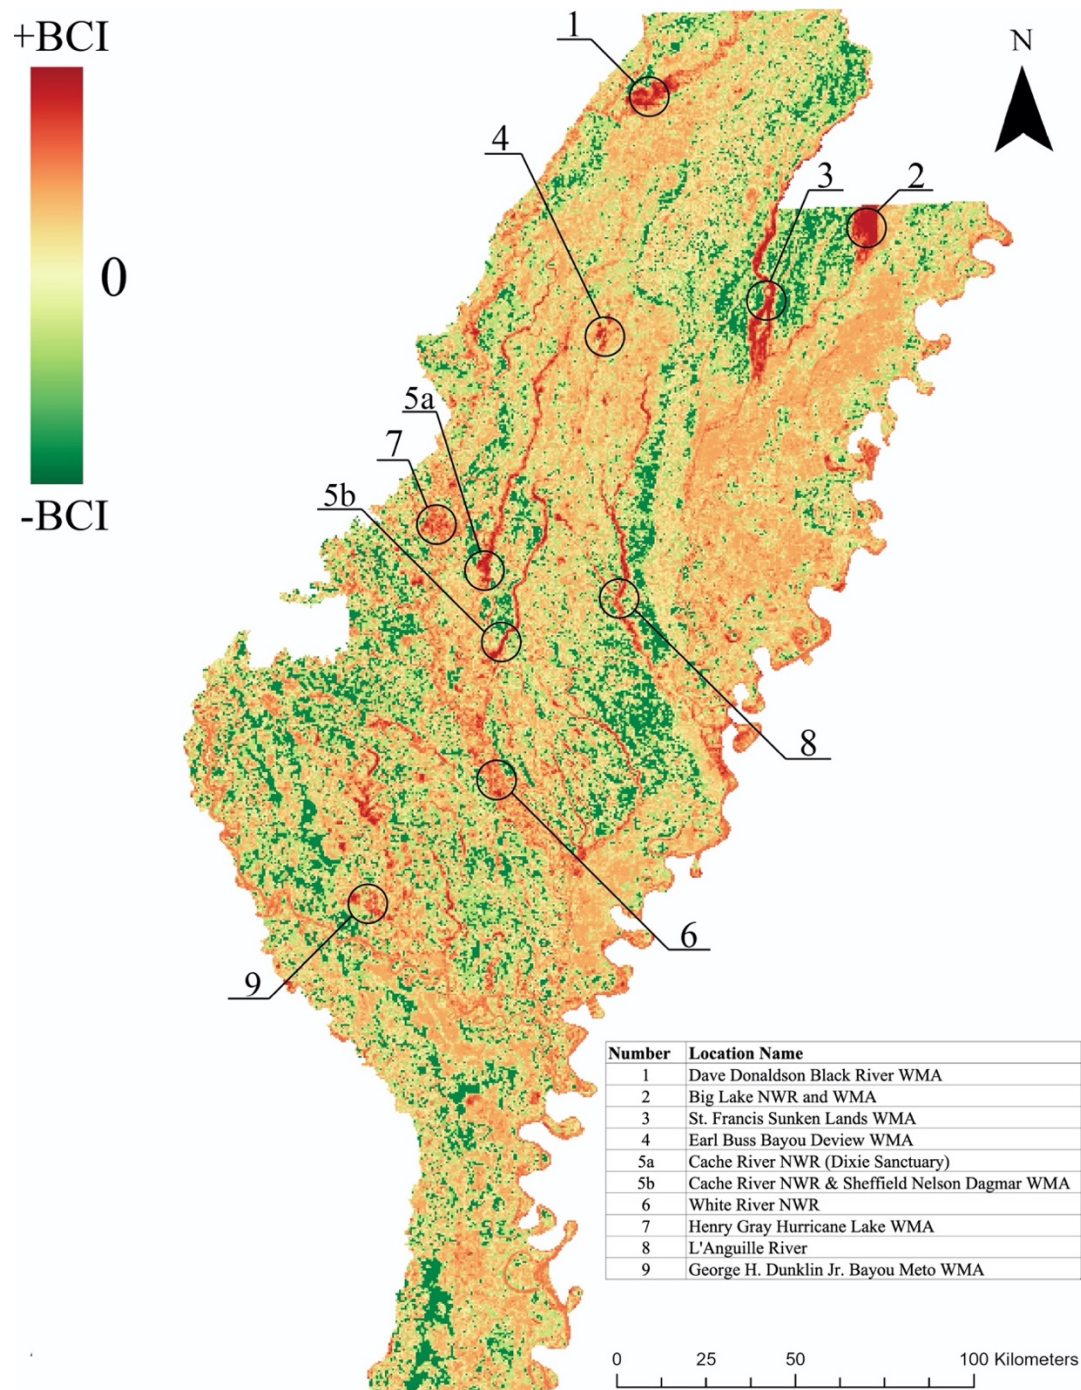 +BCI
0
-BCI
N
1
4
3
2
5a
7
5b
8
6
9
Number Location Name
1 Dave Donaldson Black River WMA
2 Big Lake NWR and WMA
3 St. Francis Sunken Lands WMA
4 Earl Buss Bayou Deview WMA
5a Cache River NWR (Dixie Sanctuary)
5b Cache River NWR & Sheffield Nelson Dagmar WMA
6 White River NWR
7 Henry Gray Hurricane Lake WMA
8 L'Anguille River
9 George H. Dunklin Jr. Bayou Meto WMA
0 25 50 100 Kilometers